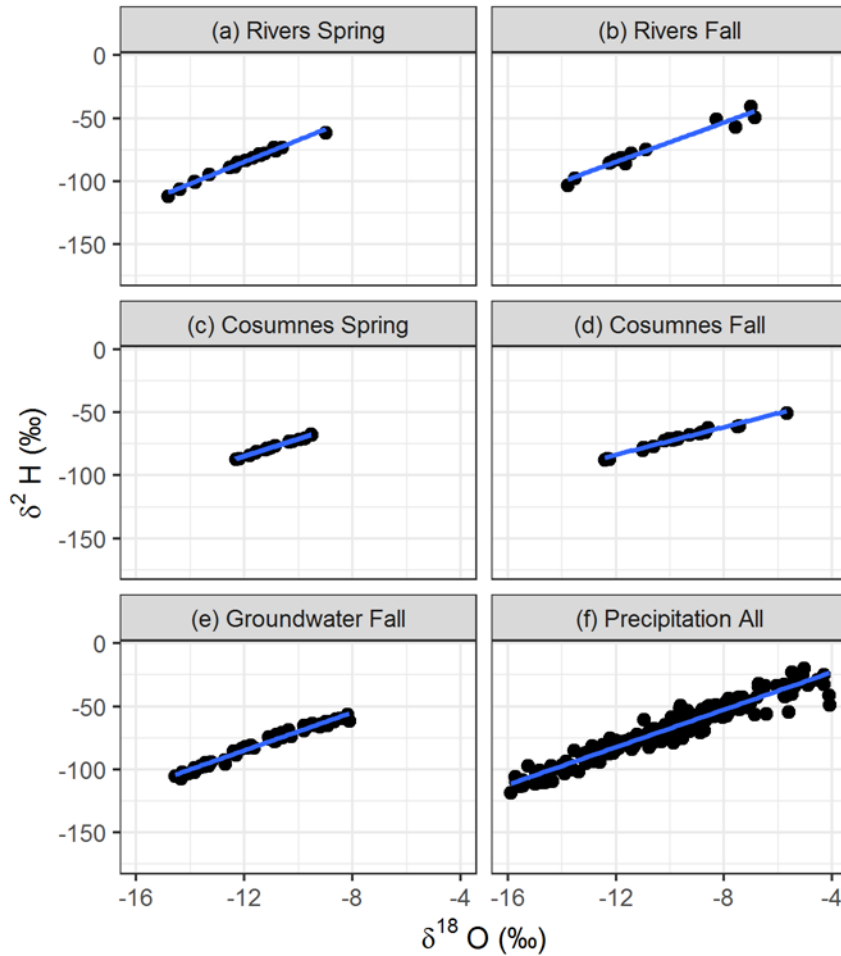 (a) Rivers Spring
(b) Rivers Fall
0
-50
-100
-150
(c) Cosumnes Spring
(d) Cosumnes Fall
0
-50
-100
-150
δ² H (‰)
(e) Groundwater Fall
(f) Precipitation All
0
-50
-100
-150
-16 -12 -8 -4 -16 -12 -8 -4
δ¹⁸ O (‰)